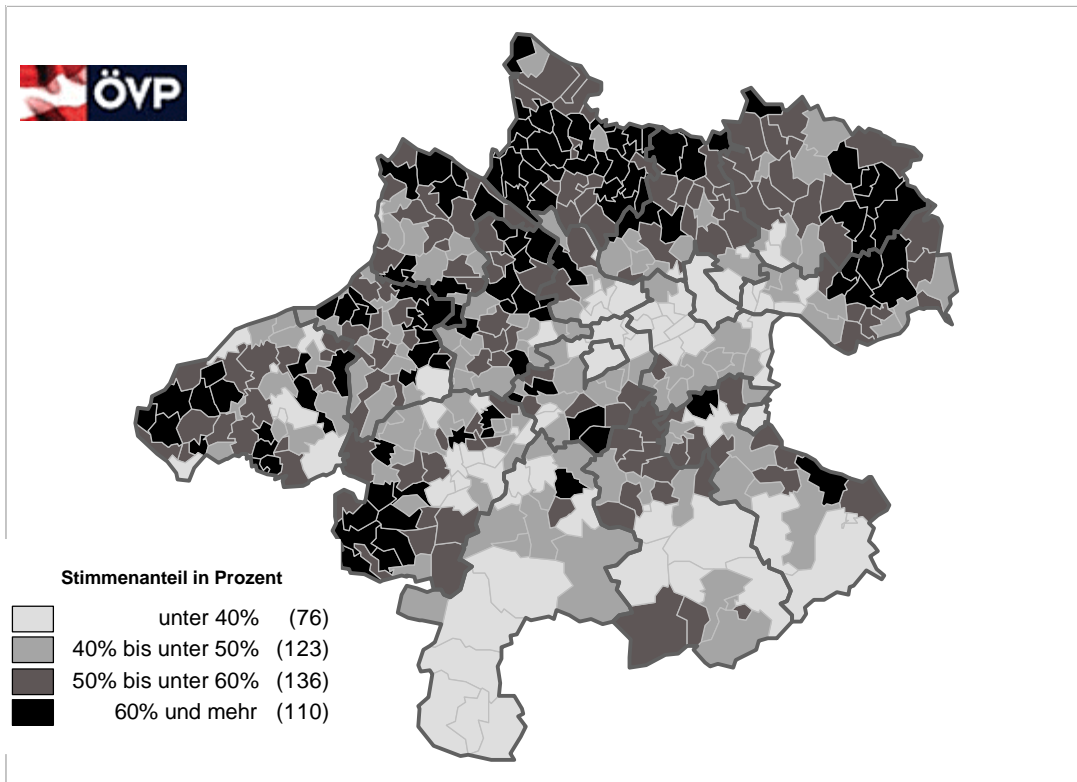 ÖVP
Stimmenanteil in Prozent
unter 40% (76)
40% bis unter 50% (123)
50% bis unter 60% (136)
60% und mehr (110)